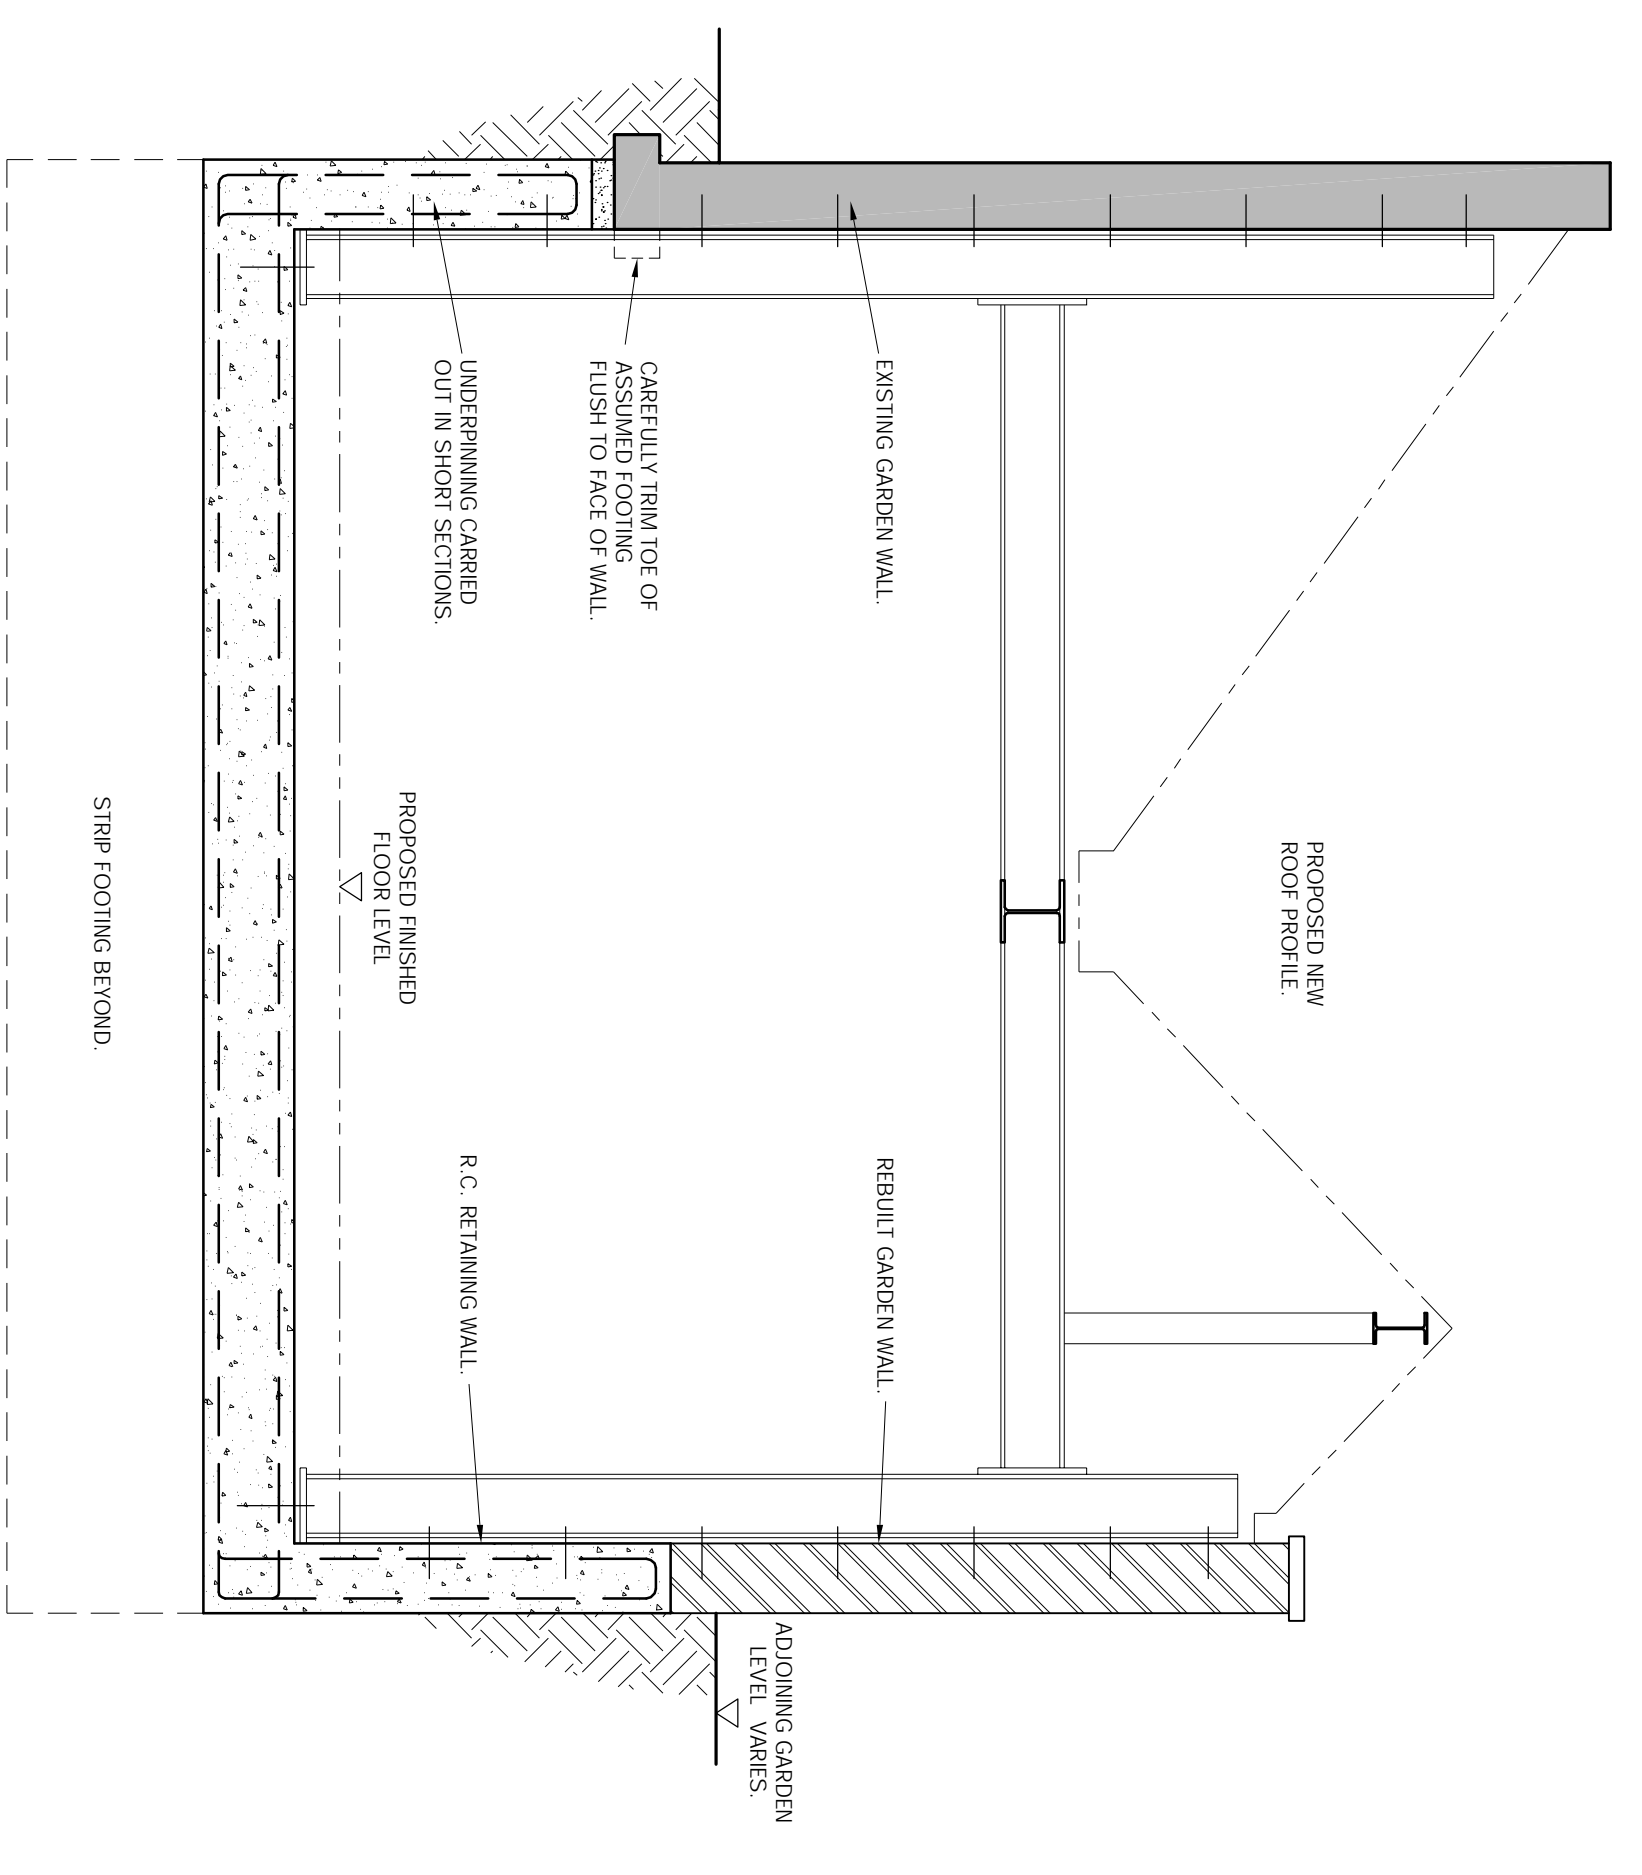 PROPOSED NEW
ROOF PROFILE.
EXISTING GARDEN WALL.
REBUILT GARDEN WALL.
ADJOINING GARDEN
LEVEL VARIES.
CAREFULLY TRIM TOE OF
ASSUMED FOOTING
FLUSH TO FACE OF WALL.
UNDERPINNING CARRIED
OUT IN SHORT SECTIONS.
R.C. RETAINING WALL.
PROPOSED FINISHED
FLOOR LEVEL
STRIP FOOTING BEYOND.